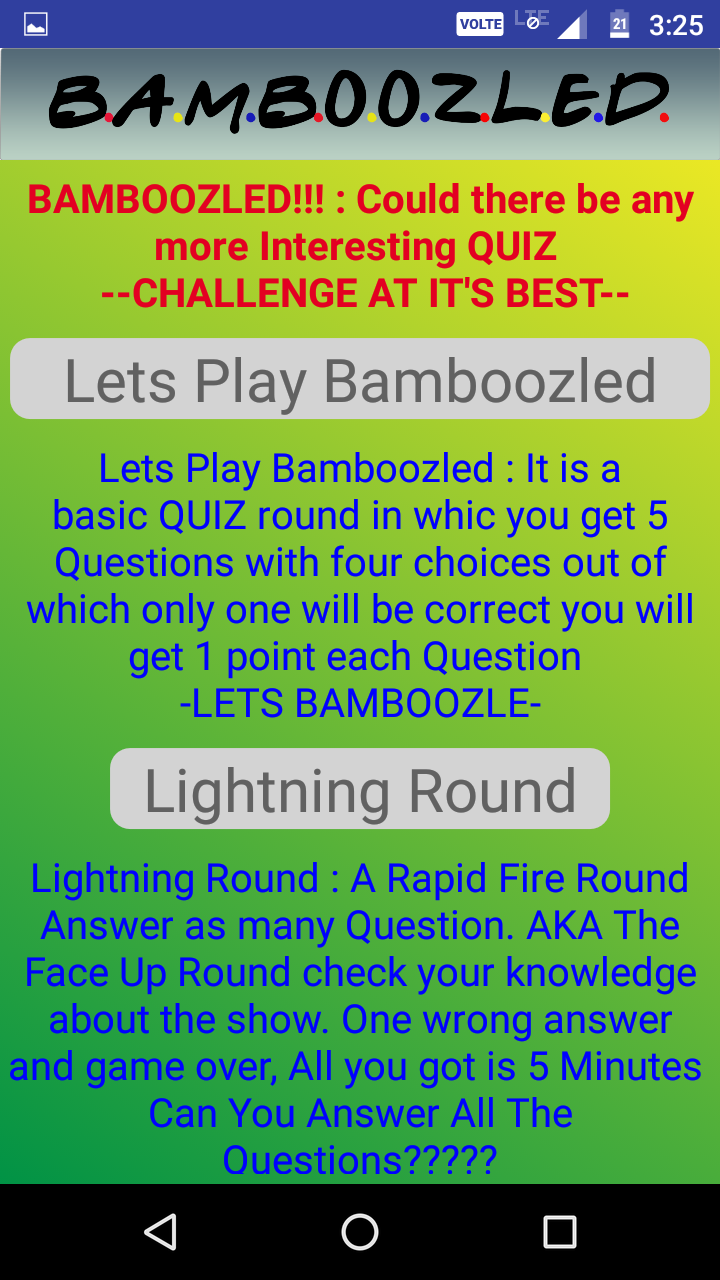 VOLTE LTE 21 3:25
B.A.M.B.O.O.Z.L.E.D.
BAMBOOZLED!!! : Could there be any
more Interesting QUIZ
--CHALLENGE AT IT'S BEST--
Lets Play Bamboozled
Lets Play Bamboozled : It is a
basic QUIZ round in whic you get 5
Questions with four choices out of
which only one will be correct you will
get 1 point each Question
-LETS BAMBOOZLE-
Lightning Round
Lightning Round : A Rapid Fire Round
Answer as many Question. AKA The
Face Up Round check your knowledge
about the show. One wrong answer
and game over, All you got is 5 Minutes
Can You Answer All The
Questions?????